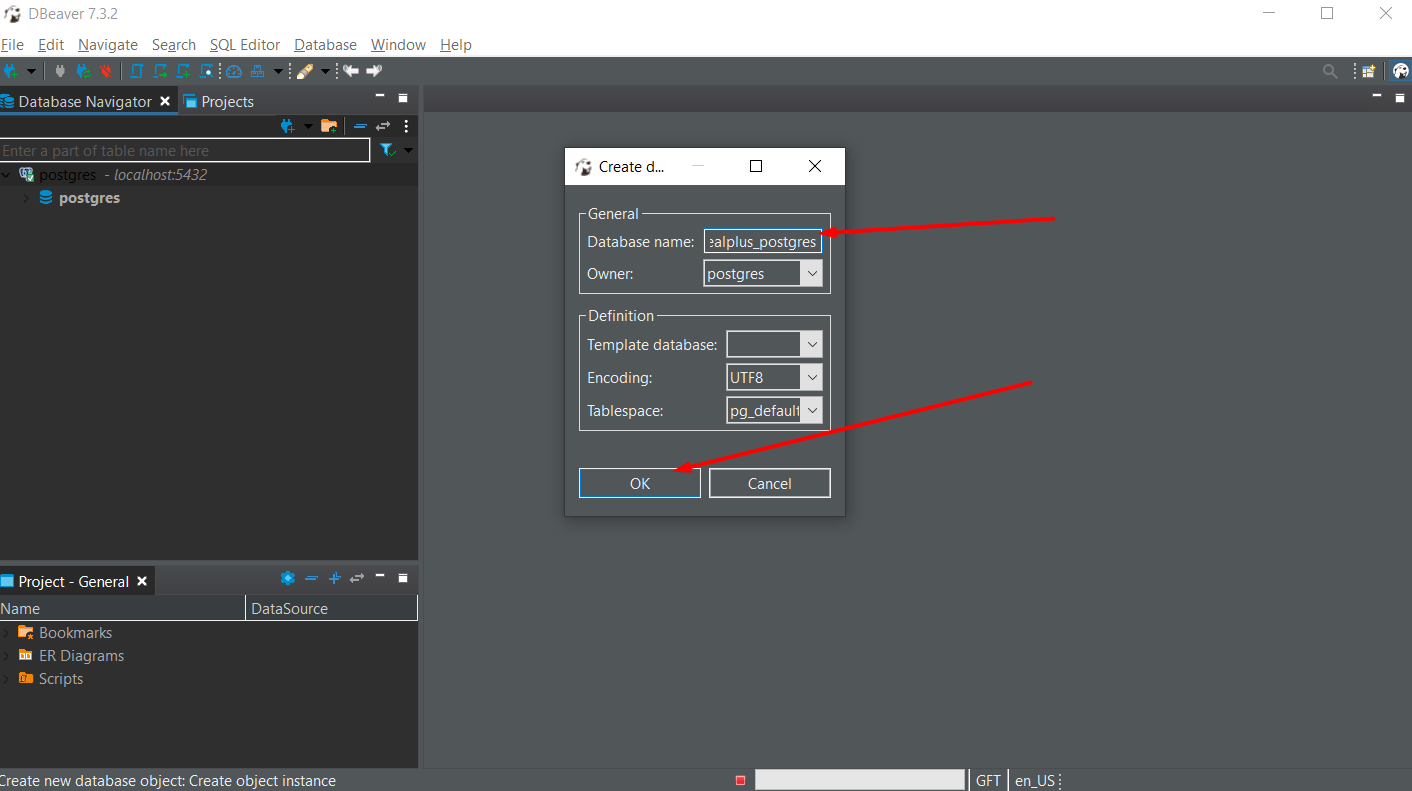 DBeaver 7.3.2
File Edit Navigate Search SQL Editor Database Window Help
Database Navigator Projects
Enter a part of table name here
postgres - localhost:5432
postgres
Create d...
General
Database name: ealplus_postgres
Owner: postgres
Definition
Template database:
Encoding: UTF8
Tablespace: pg_default
OK Cancel
Project - General
Name DataSource
Bookmarks
ER Diagrams
Scripts
Create new database object: Create object instance
GFT en_US